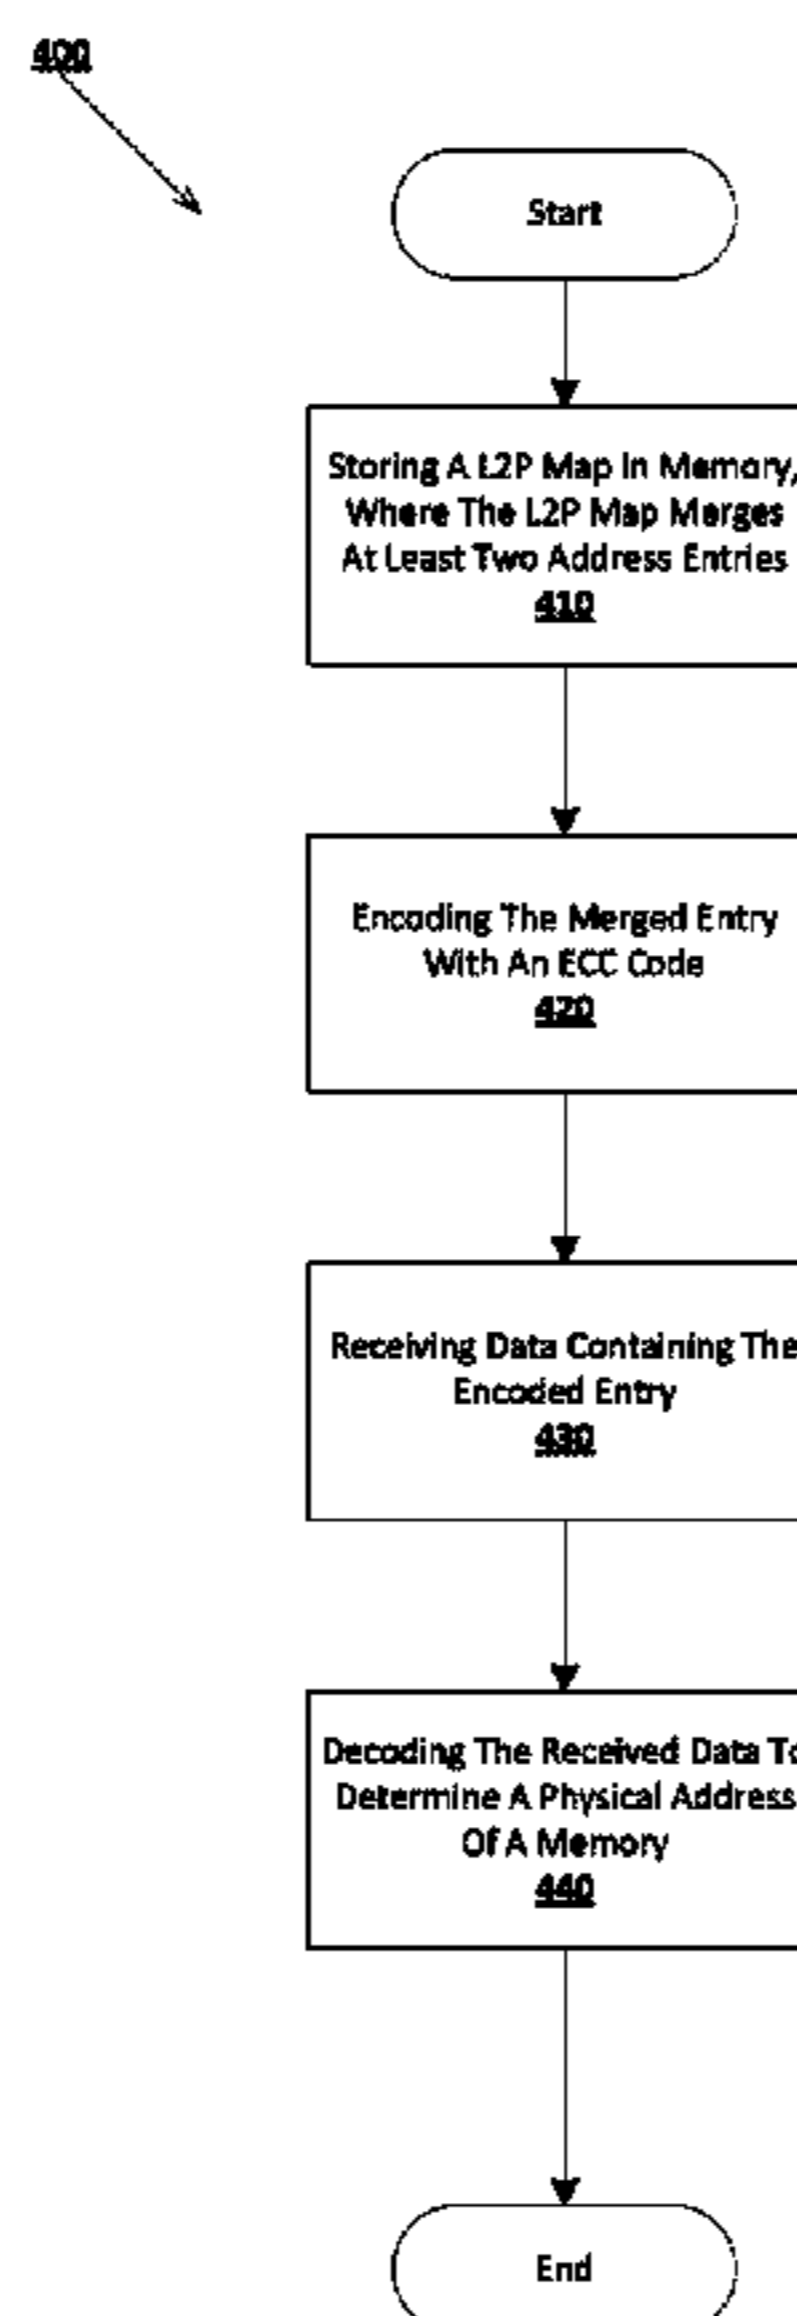 400
Start
Storing A L2P Map In Memory,
Where The L2P Map Merges
At Least Two Address Entries
410
Encoding The Merged Entry
With An ECC Code
420
Receiving Data Containing The
Encoded Entry
430
Decoding The Received Data To
Determine A Physical Address
Of A Memory
440
End